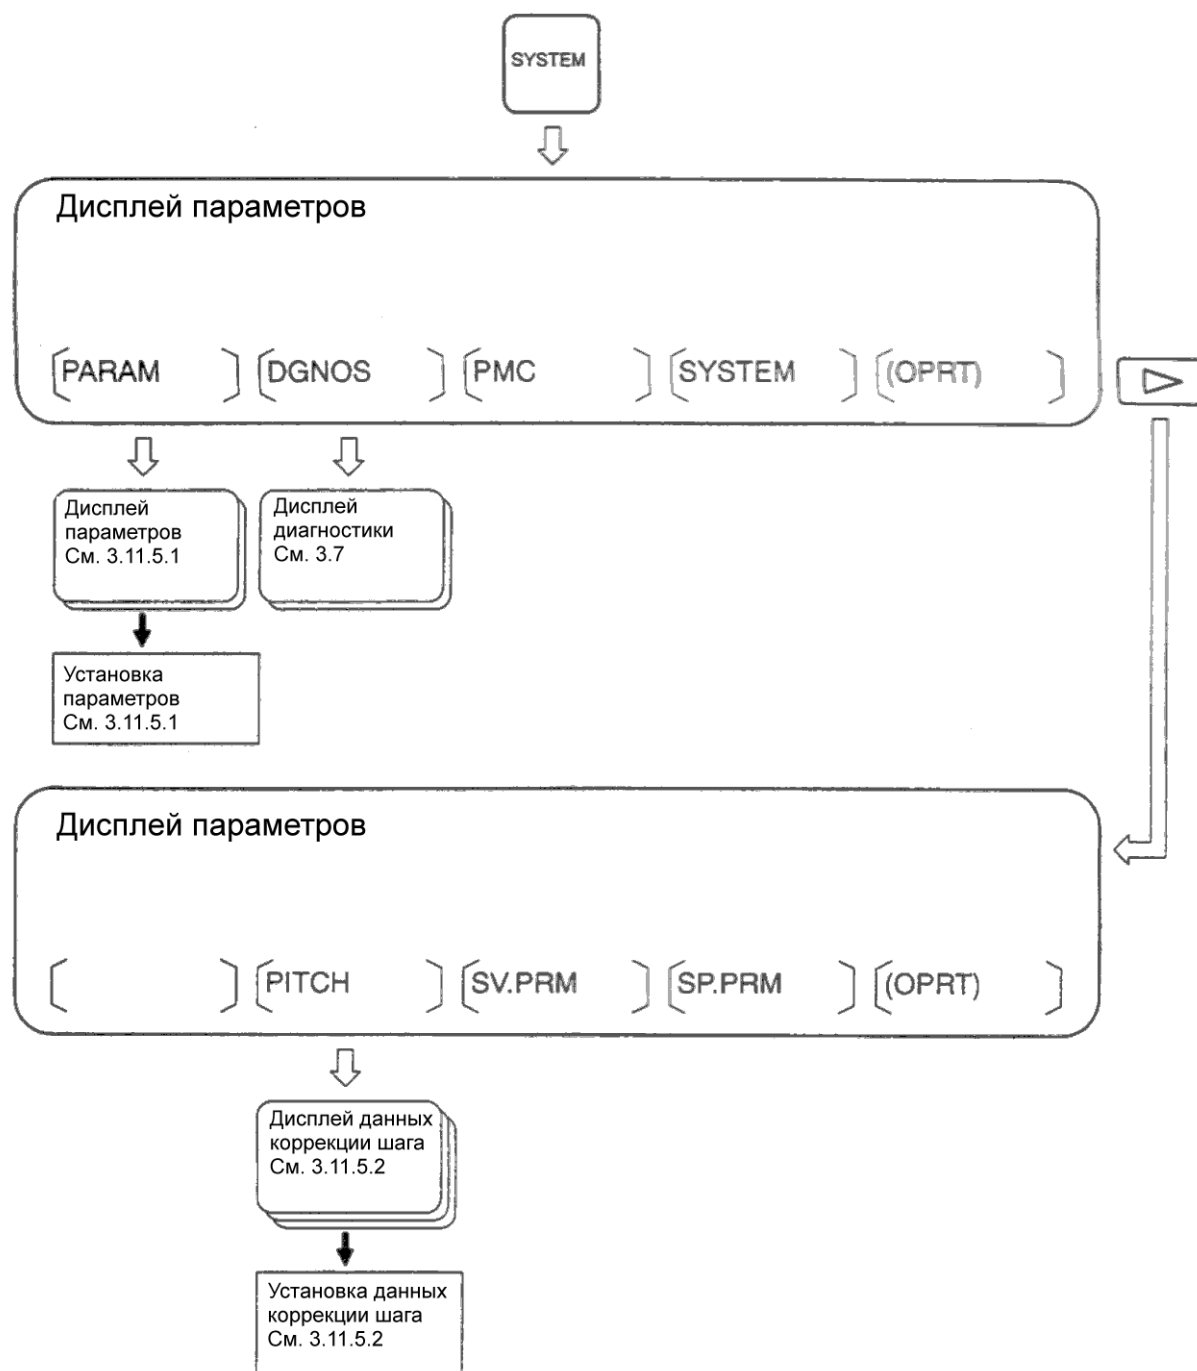 SYSTEM
Дисплей параметров
[PARAM ] [DGNOS ] [PMC ] [SYSTEM ] [(OPRT) ]
Дисплей
параметров
См. 3.11.5.1
Дисплей
диагностики
См. 3.7
Установка
параметров
См. 3.11.5.1
Дисплей параметров
[ ] [PITCH ] [SV.PRM ] [SP.PRM ] [(OPRT) ]
Дисплей данных
коррекции шага
См. 3.11.5.2
Установка данных
коррекции шага
См. 3.11.5.2